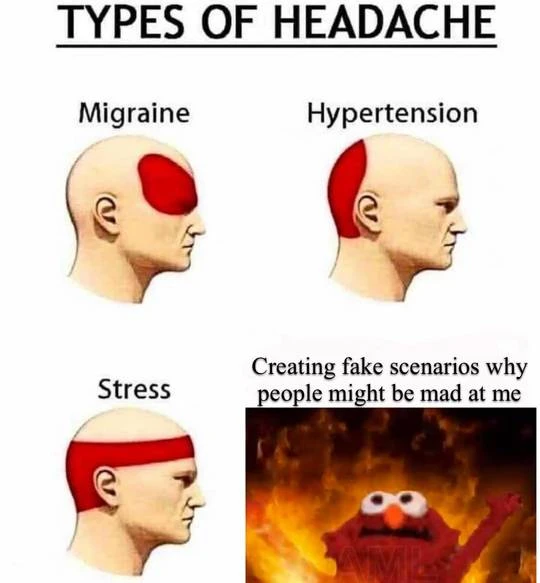 TYPES OF HEADACHE
Migraine
Hypertension
Stress
Creating fake scenarios why
people might be mad at me